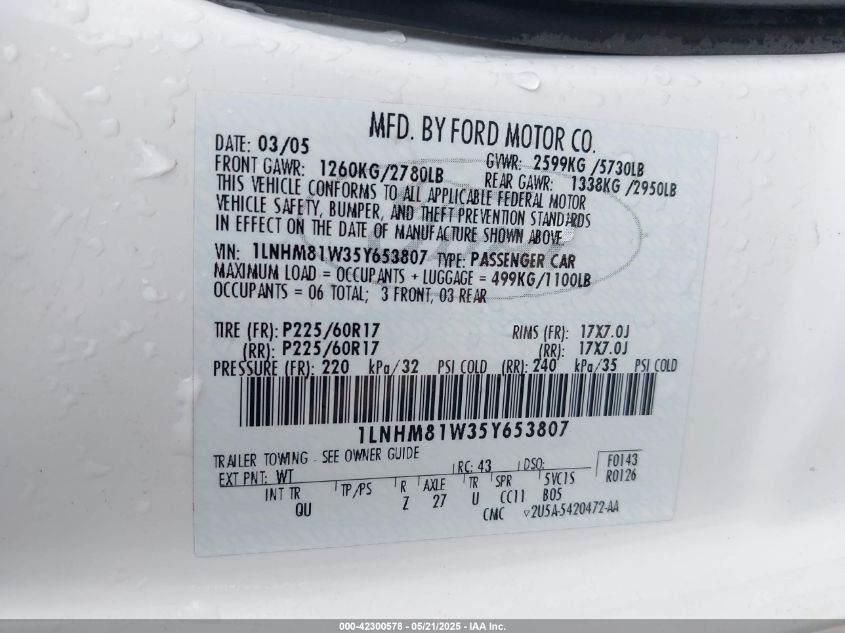 MFD. BY FORD MOTOR CO.
DATE: 03/05 GVWR: 2599KG /5730LB
FRONT GAWR: 1260KG/2780LB REAR GAWR: 1338KG/2950LB
THIS VEHICLE CONFORMS TO ALL APPLICABLE FEDERAL MOTOR
VEHICLE SAFETY, BUMPER, AND THEFT PREVENTION STANDARDS
IN EFFECT ON THE DATE OF MANUFACTURE SHOWN ABOVE.
VIN: 1LNHM81W35Y653807 TYPE: PASSENGER CAR
MAXIMUM LOAD = OCCUPANTS + LUGGAGE = 499KG/1100LB
OCCUPANTS = 06 TOTAL; 3 FRONT, 03 REAR
TIRE (FR): P225/60R17 RIMS (FR): 17X7.0J
(RR): P225/60R17 (RR): 17X7.0J
PRESSURE (FR): 220 kPa/32 PSI COLD (RR): 240 kPa/35 PSI COLD
1LNHM81W35Y653807
TRAILER TOWING - SEE OWNER GUIDE
EXT PNT: WT RC: 43 DSO: F0143
R0126
INT TR TP/PS R AXLE TR SPR 5VC15
QU Z 27 U CC11 B05
CMC 2U5A-5420472-AA
000-42300578 - 05/21/2025 - IAA Inc.